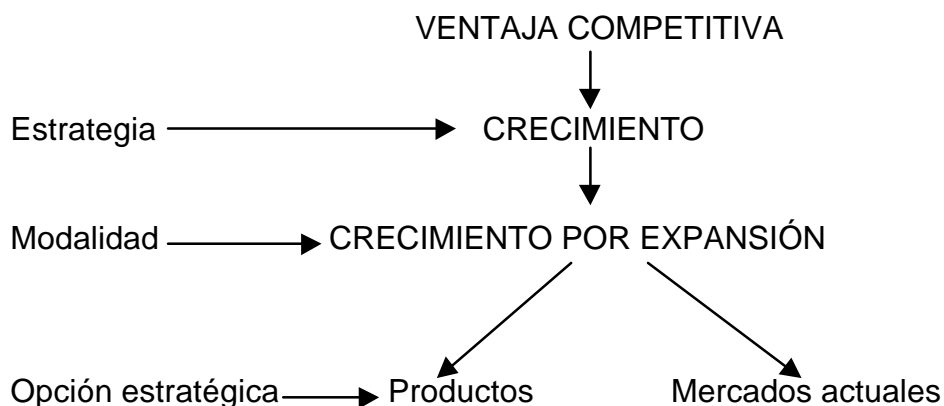 VENTAJA COMPETITIVA
Estrategia CRECIMIENTO
Modalidad CRECIMIENTO POR EXPANSIÓN
Opción estratégica Productos Mercados actuales